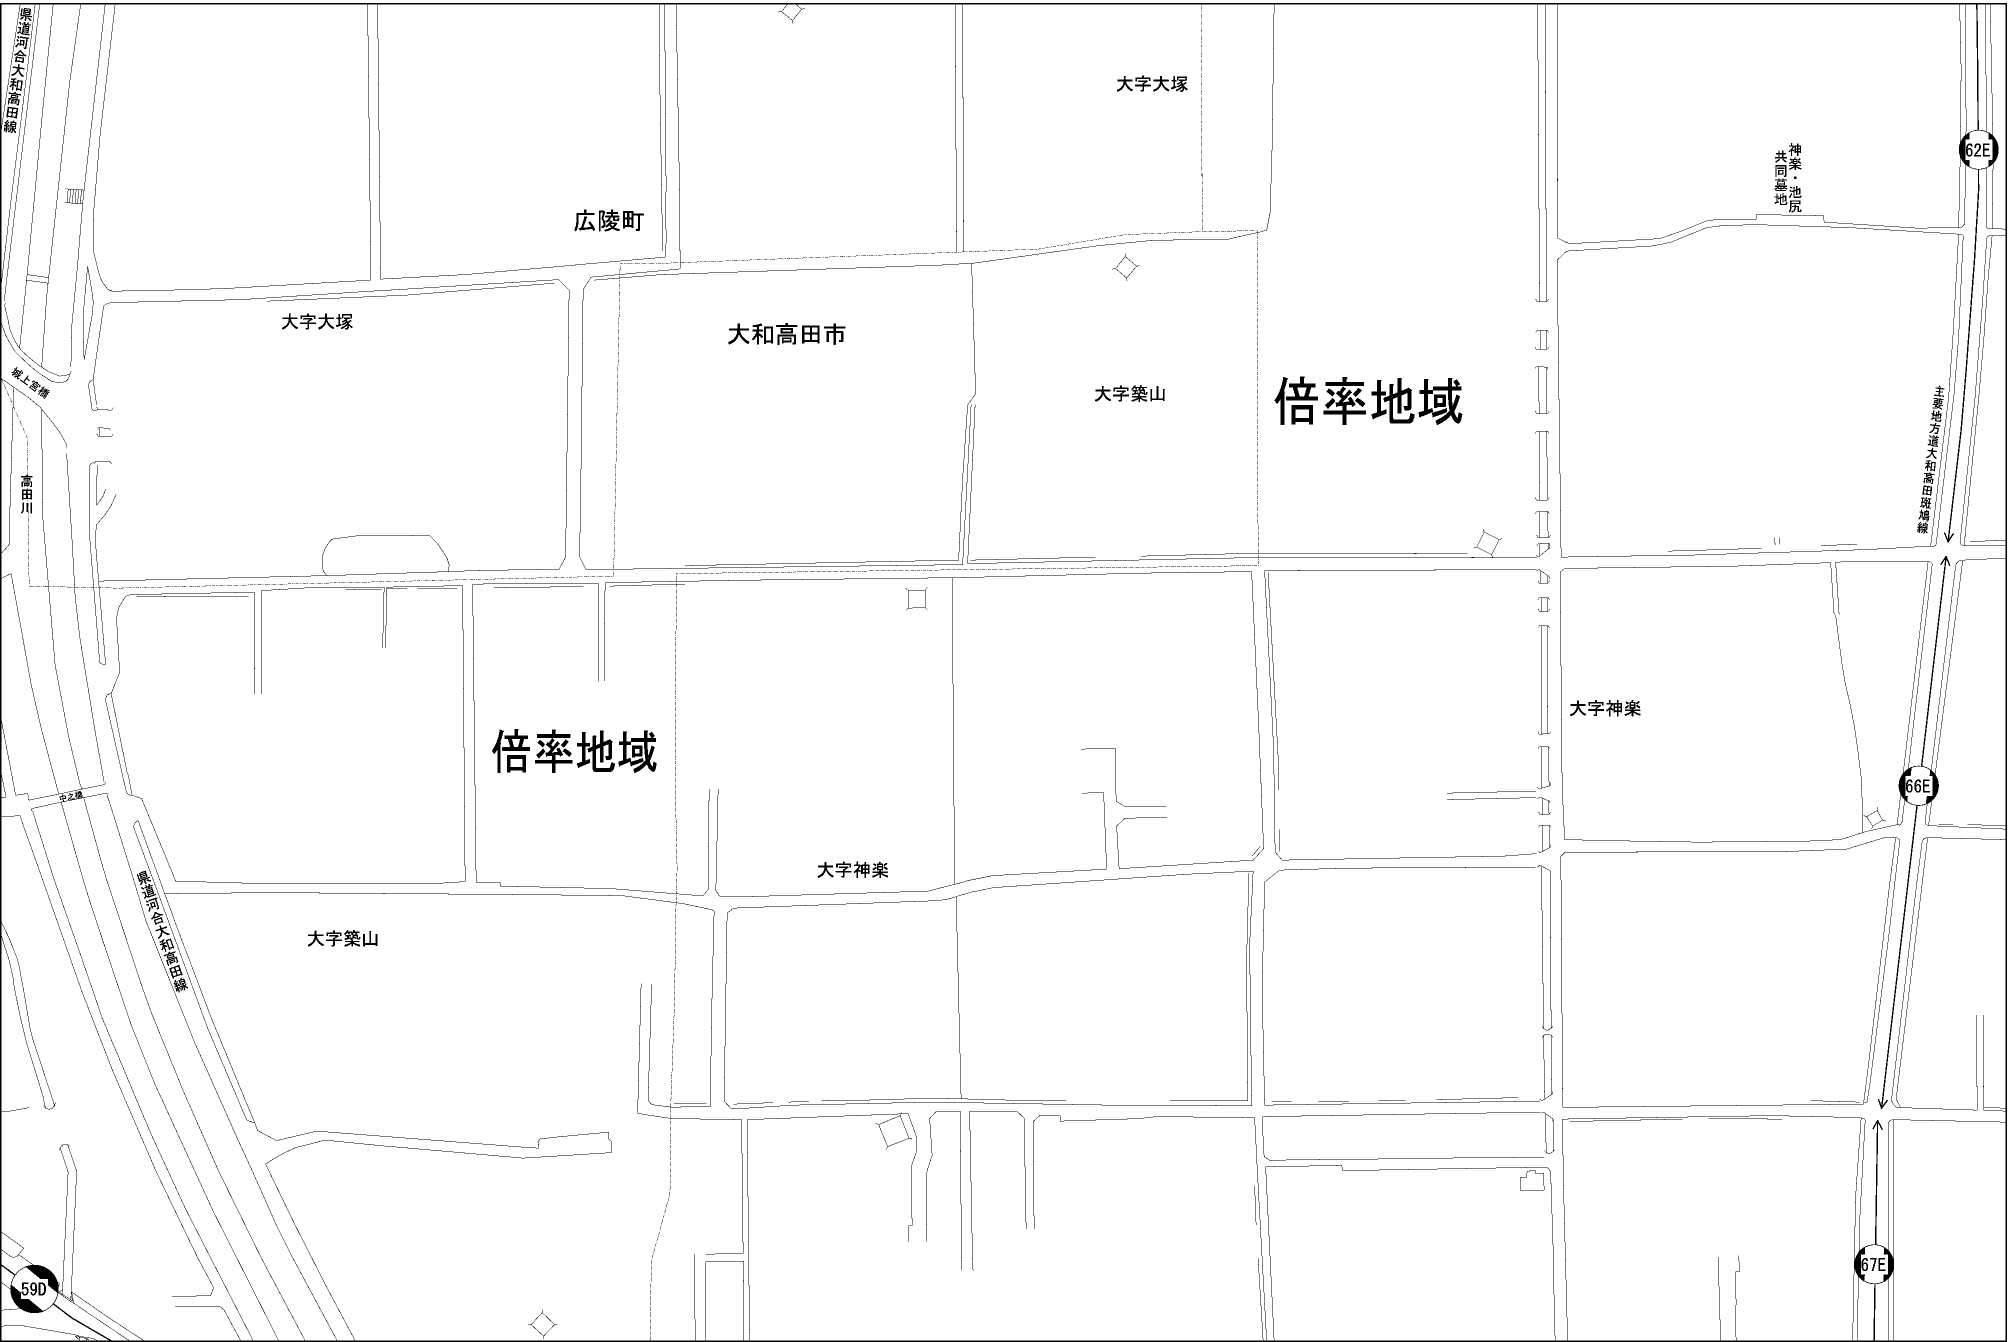 県道河合大和高田線
大字大塚
62E
神楽・池尻
共同墓地
広陵町
大字大塚
大和高田市
城上宮橋
大字築山
倍率地域
主要地方道大和高田斑鳩線
高田川
大字神楽
倍率地域
66E
中之橋
大字神楽
県道河合大和高田線
大字築山
67E
59D